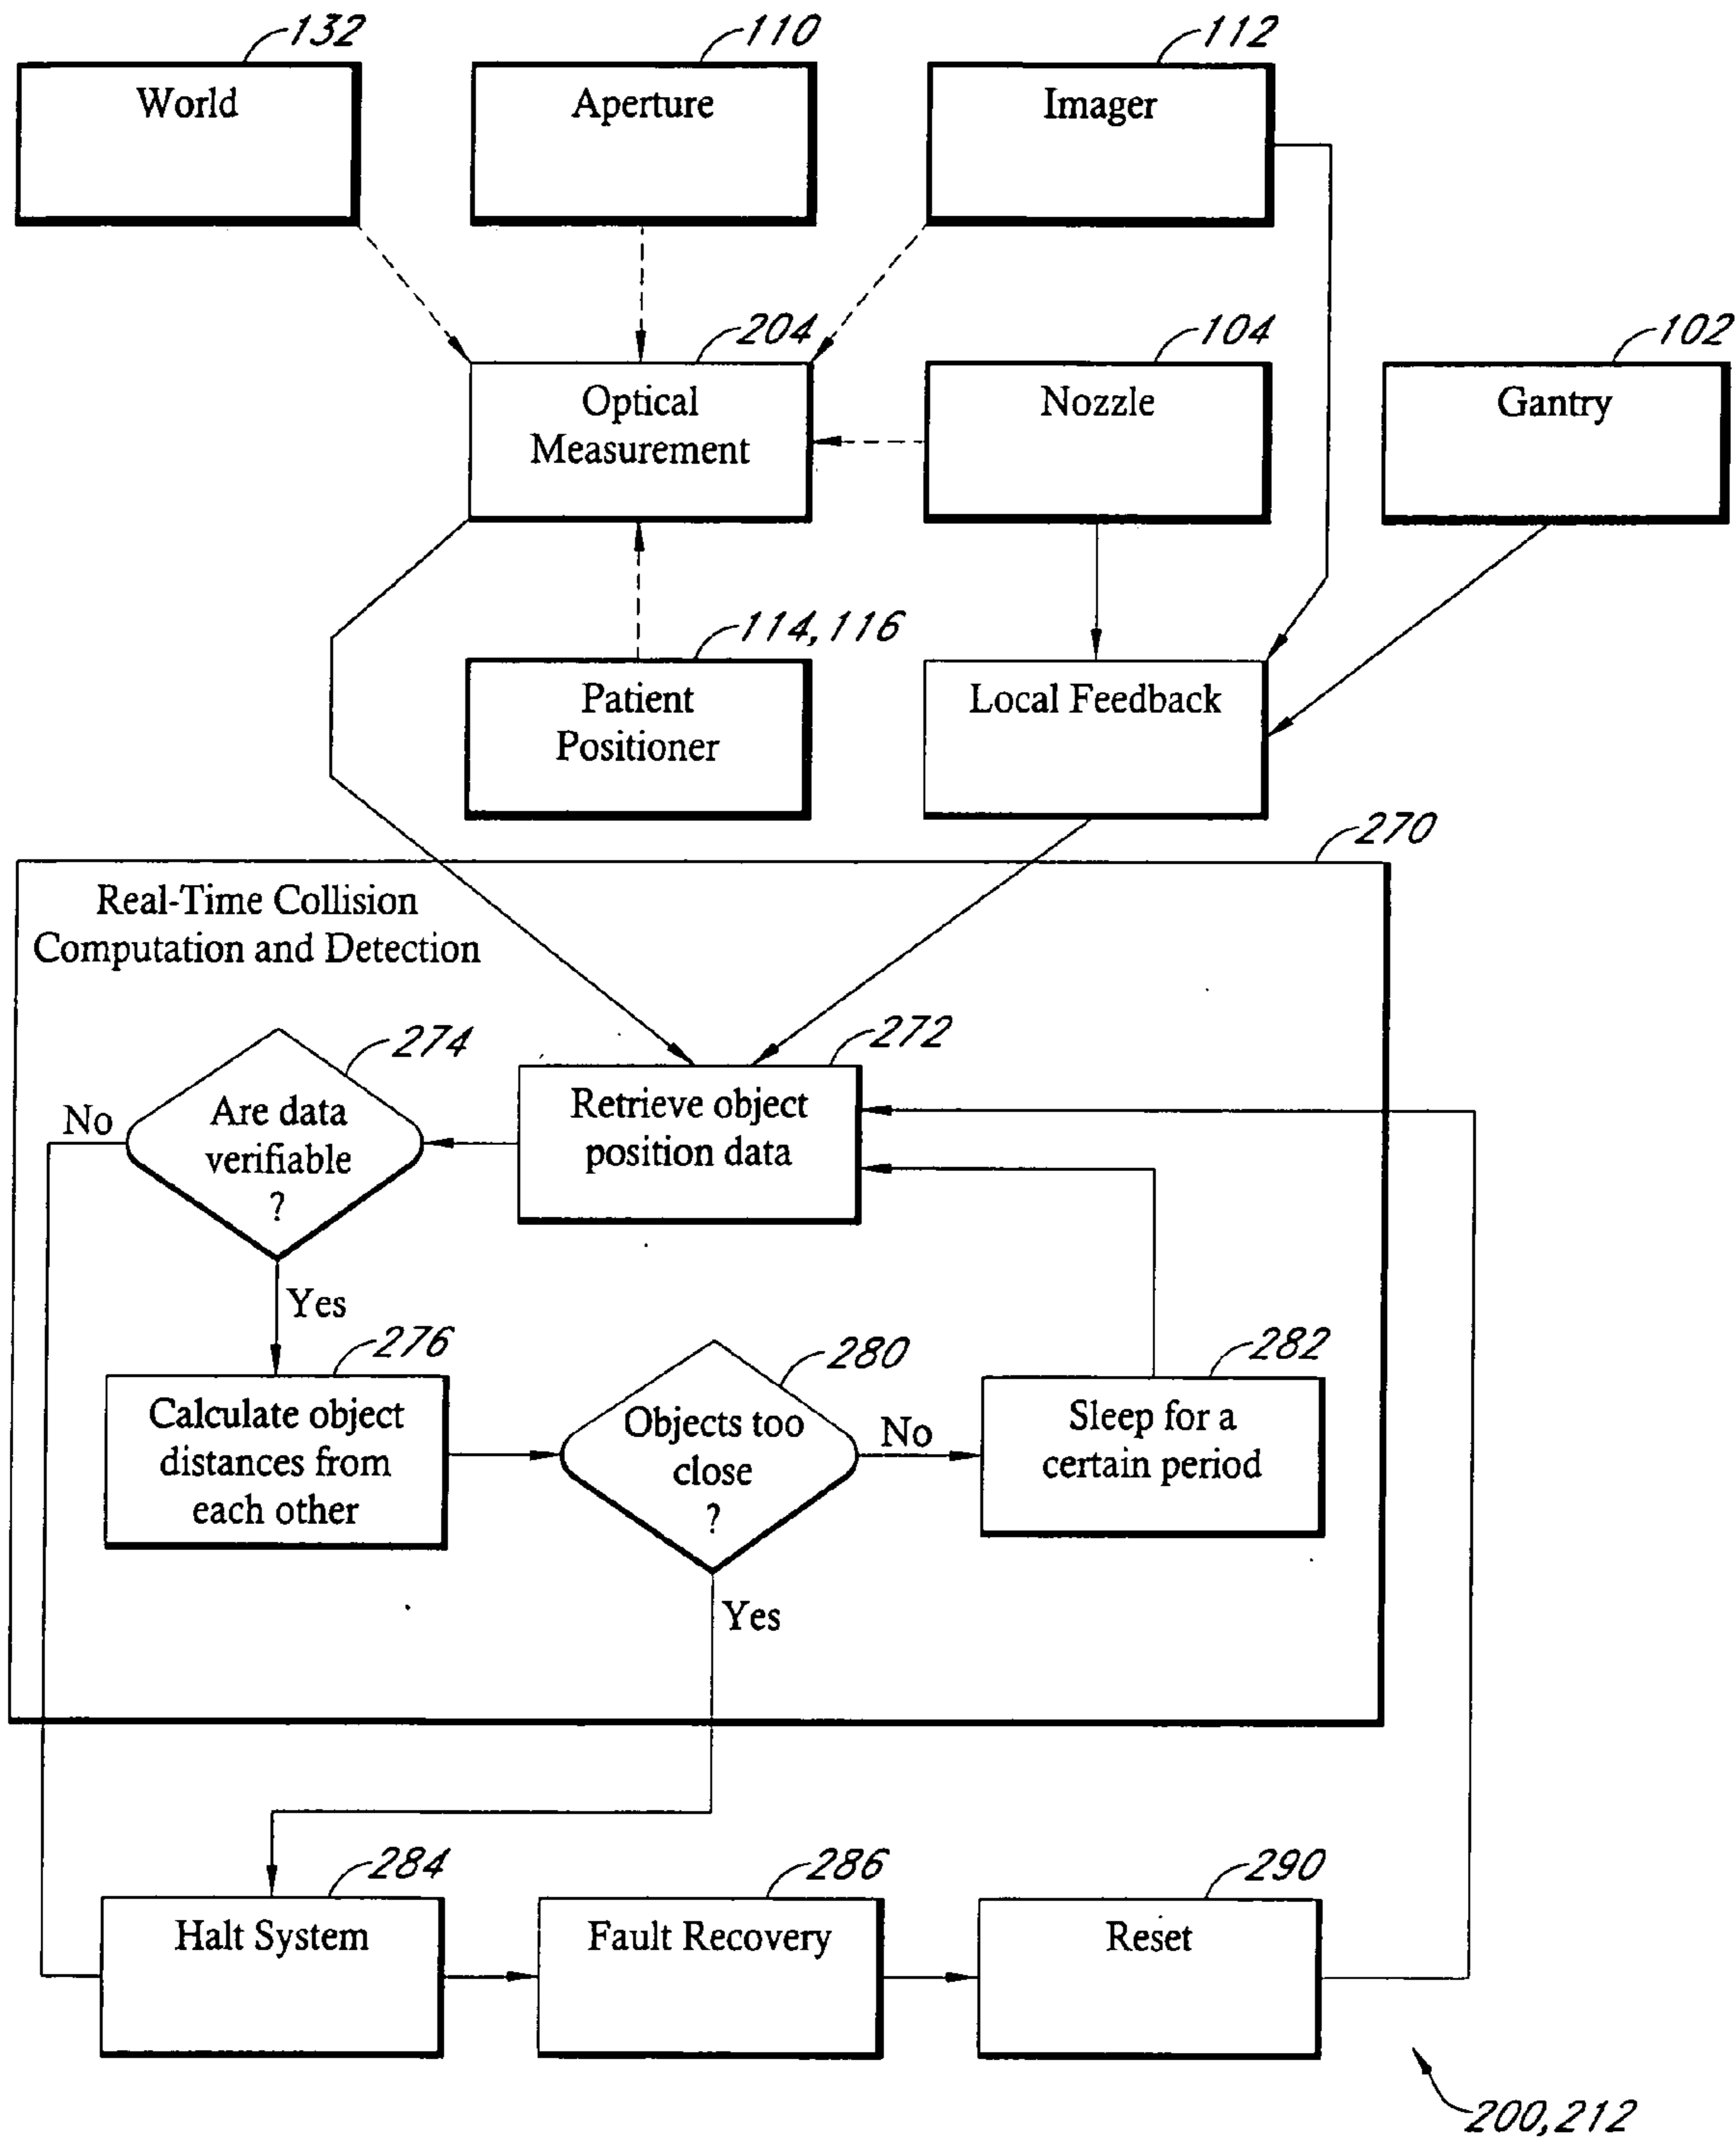 132
110
112
World
Aperture
Imager
204
104
102
Optical
Measurement
Nozzle
Gantry
114, 116
Patient
Positioner
Local Feedback
270
Real-Time Collision
Computation and Detection
274
272
No
Are data
verifiable
?
Retrieve object
position data
Yes
276
280
282
Calculate object
distances from
each other
Objects too
close
?
No
Sleep for a
certain period
Yes
284
286
290
Halt System
Fault Recovery
Reset
200, 212